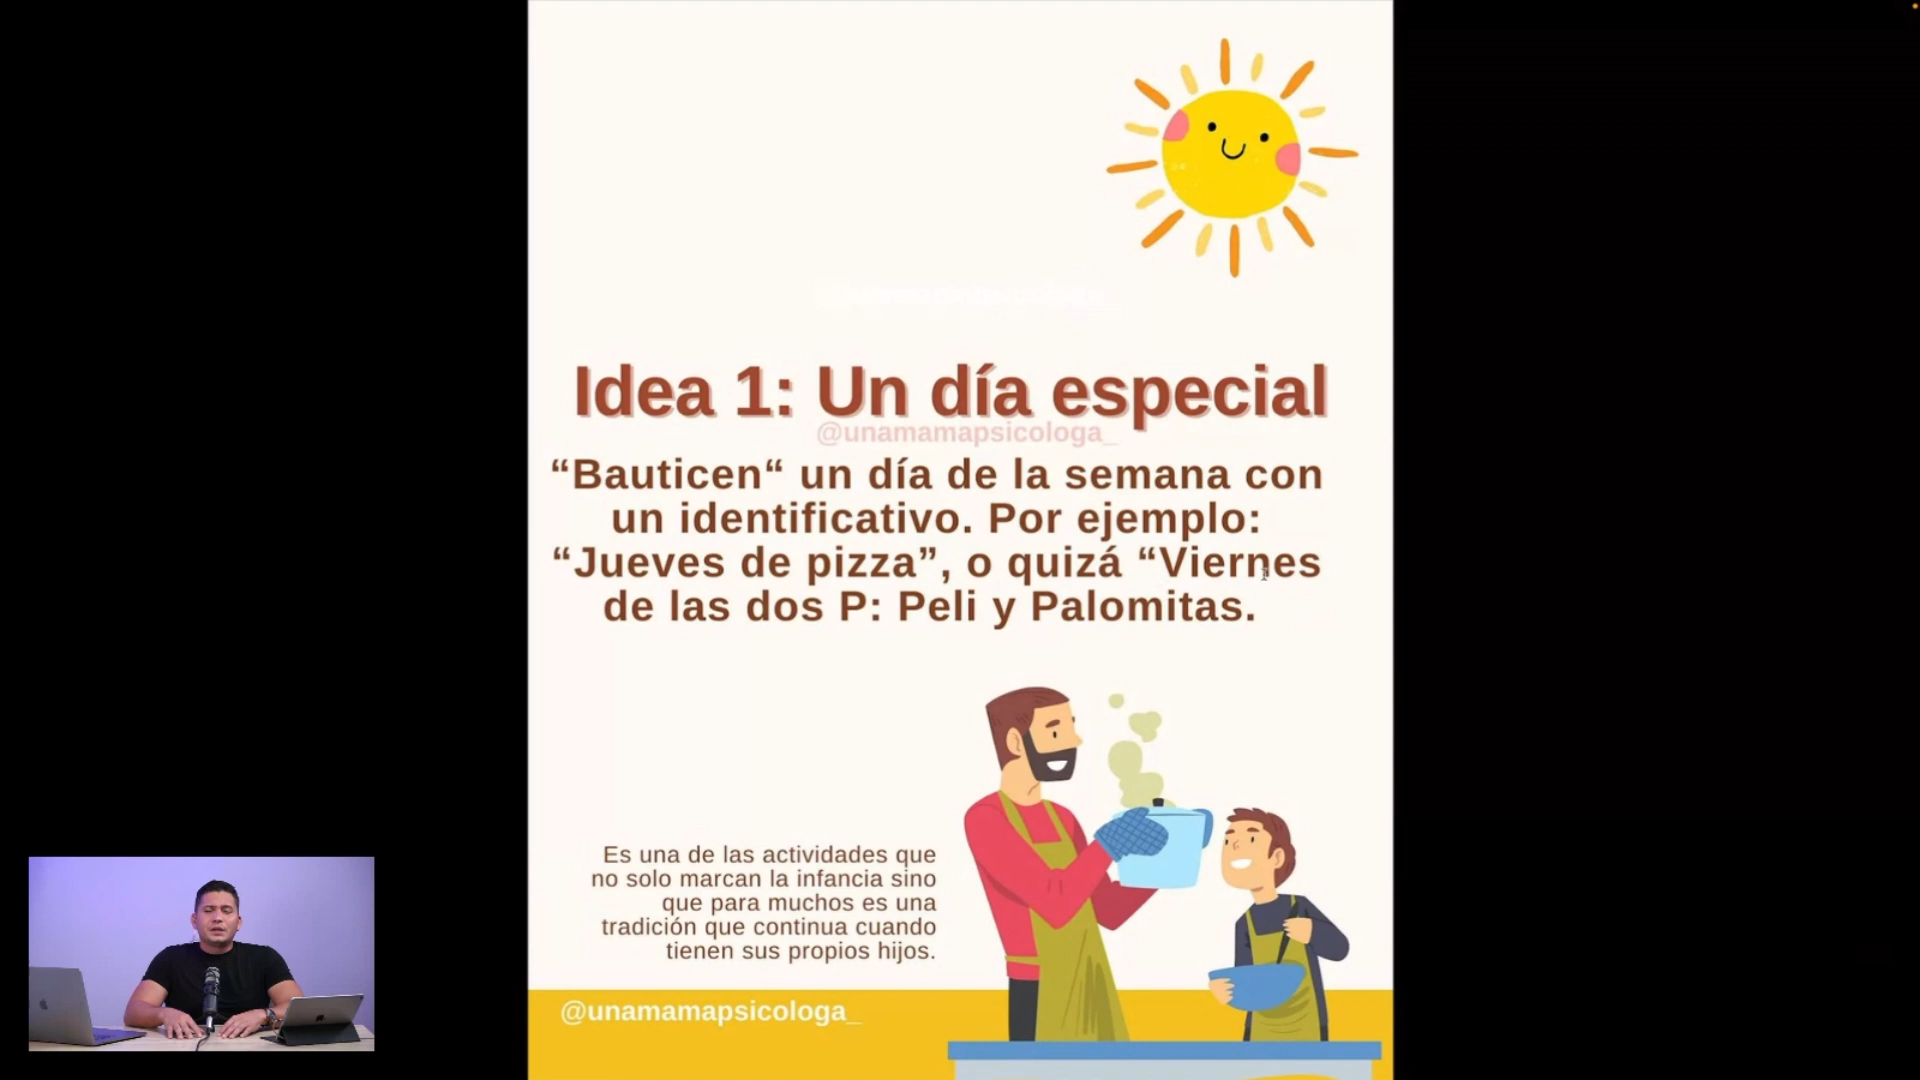 Idea 1: Un día especial
@unamamapsicologa_
“Bauticen“ un día de la semana con
un identificativo. Por ejemplo:
“Jueves de pizza”, o quizá “Viernes
de las dos P: Peli y Palomitas.
Es una de las actividades que
no solo marcan la infancia sino
que para muchos es una
tradición que continua cuando
tienen sus propios hijos.
@unamamapsicologa_